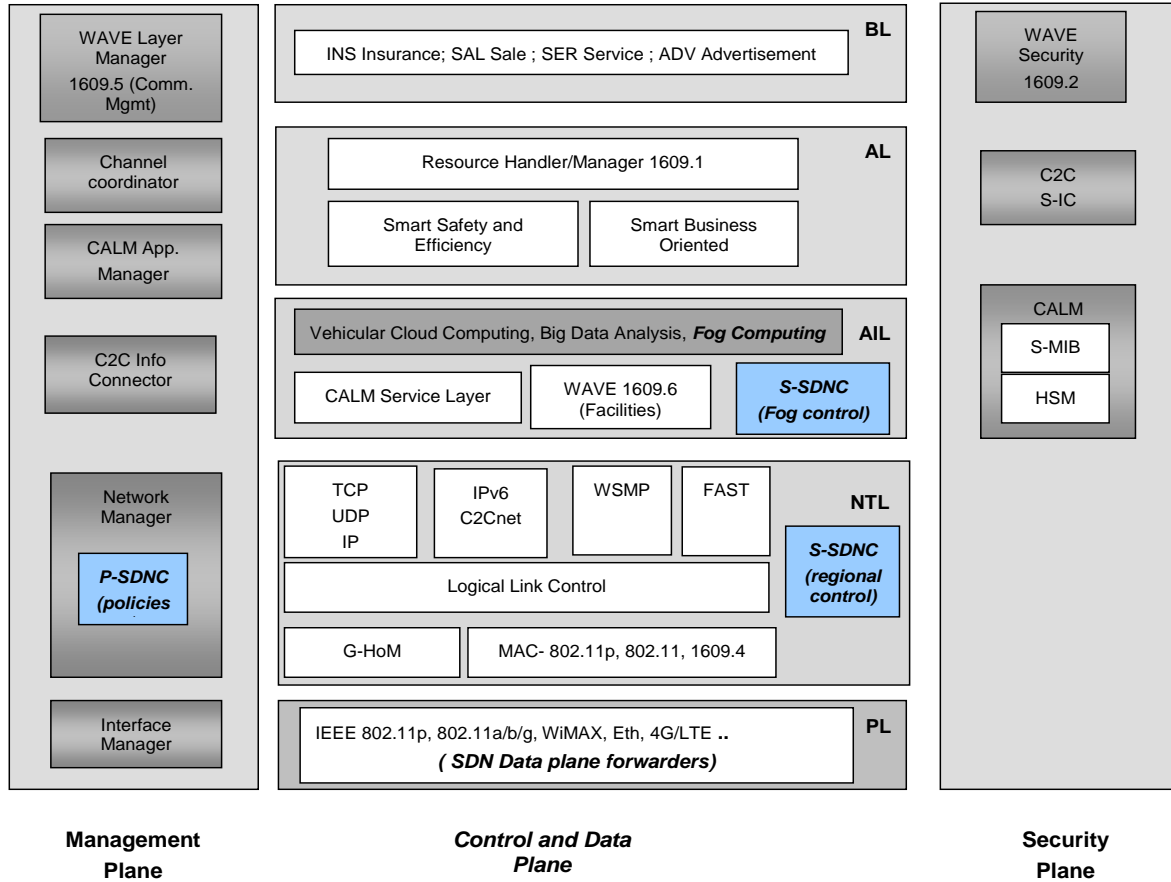 WAVE Layer
Manager
1609.5 (Comm.
Mgmt)
Channel
coordinator
CALM App.
Manager
C2C Info
Connector
Network
Manager
P-SDNC
(policies
Interface
Manager
BL
INS Insurance; SAL Sale ; SER Service ; ADV Advertisement
AL
Resource Handler/Manager 1609.1
Smart Safety and
Efficiency
Smart Business
Oriented
Vehicular Cloud Computing, Big Data Analysis, Fog Computing
AIL
CALM Service Layer
WAVE 1609.6
(Facilities)
S-SDNC
(Fog control)
TCP
UDP
IP
IPv6
C2Cnet
WSMP
FAST
NTL
S-SDNC
(regional
control)
Logical Link Control
G-HoM
MAC- 802.11p, 802.11, 1609.4
PL
IEEE 802.11p, 802.11a/b/g, WiMAX, Eth, 4G/LTE ..
( SDN Data plane forwarders)
WAVE
Security
1609.2
C2C
S-IC
CALM
S-MIB
HSM
Management
Plane
Control and Data
Plane
Security
Plane